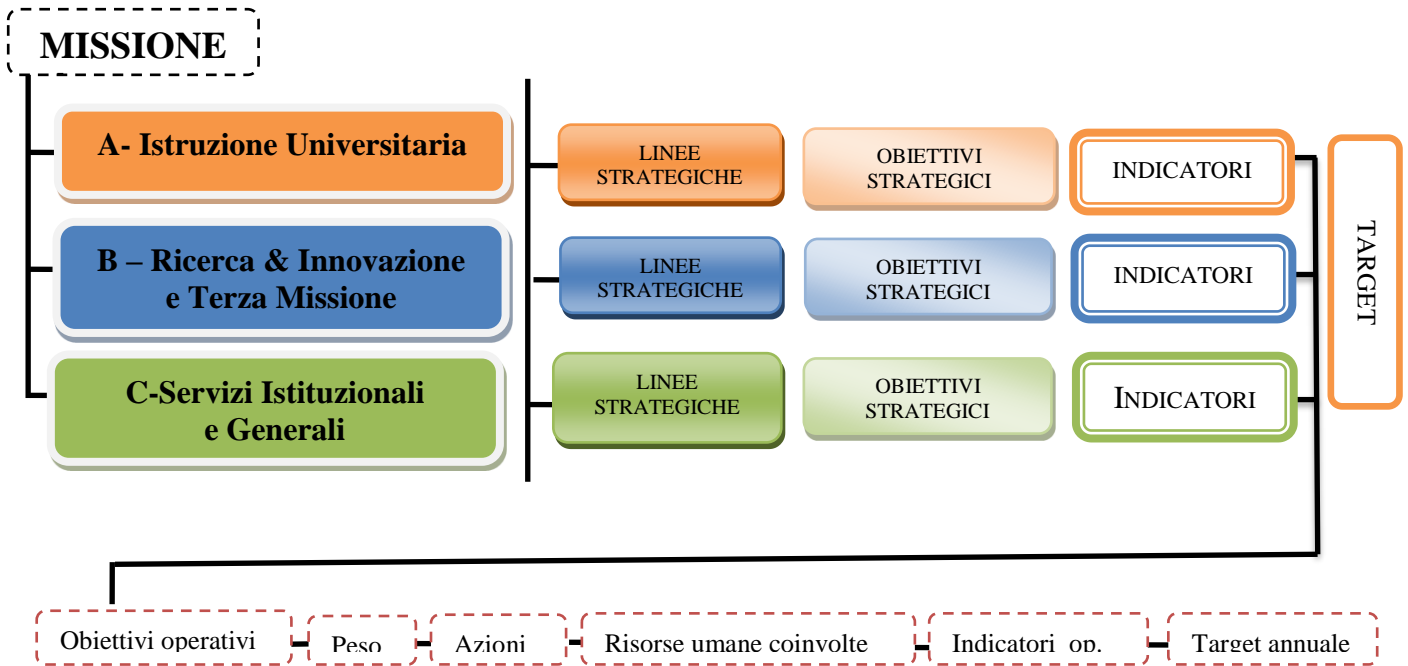 MISSIONE
A- Istruzione Universitaria
LINEE
STRATEGICHE
OBIETTIVI
STRATEGICI
INDICATORI
TARGET
B – Ricerca & Innovazione
e Terza Missione
LINEE
STRATEGICHE
OBIETTIVI
STRATEGICI
INDICATORI
C-Servizi Istituzionali
e Generali
LINEE
STRATEGICHE
OBIETTIVI
STRATEGICI
INDICATORI
Obiettivi operativi
Peso
Azioni
Risorse umane coinvolte
Indicatori op.
Target annuale